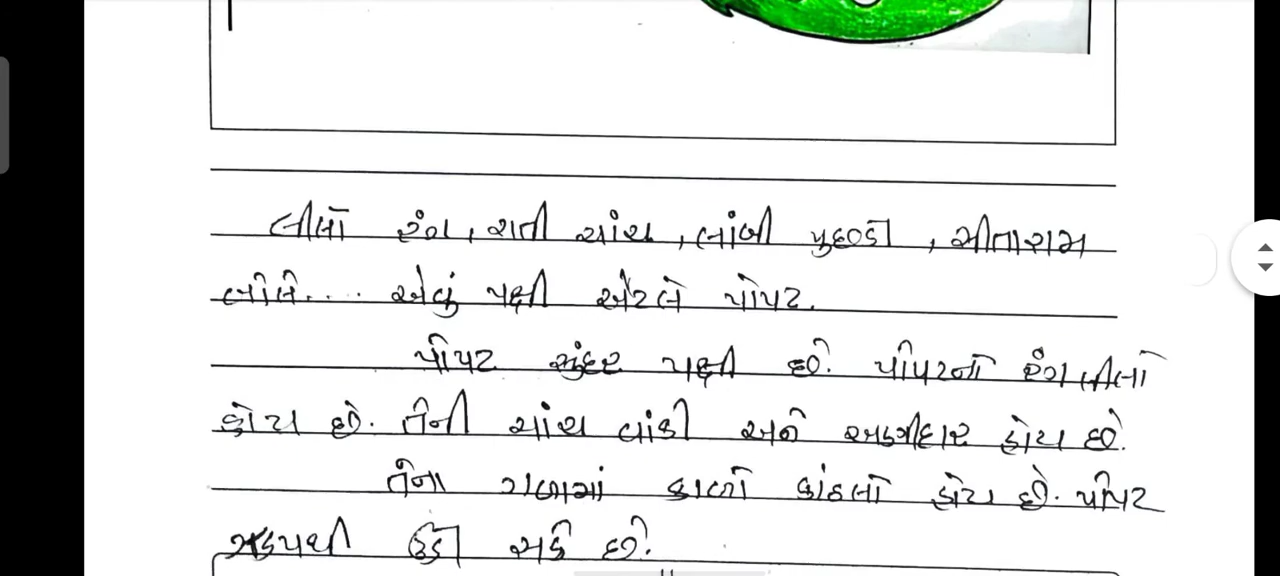 લીલો રંગ, રાતી ચાંચ, લાંબી પુછડી, સીતારામ
બોલે.... એવું પક્ષી એટલે પોપટ.
પોપટ સુંદર પક્ષી છે. પોપટનો રંગ લીલો
હોય છે. તેની ચાંચ વાંકી અને અણીદાર હોય છે.
તેના ગળામાં કાળો કાંઠલો હોય છે. પોપટ
ઝડપથી ઉડી શકે છે.